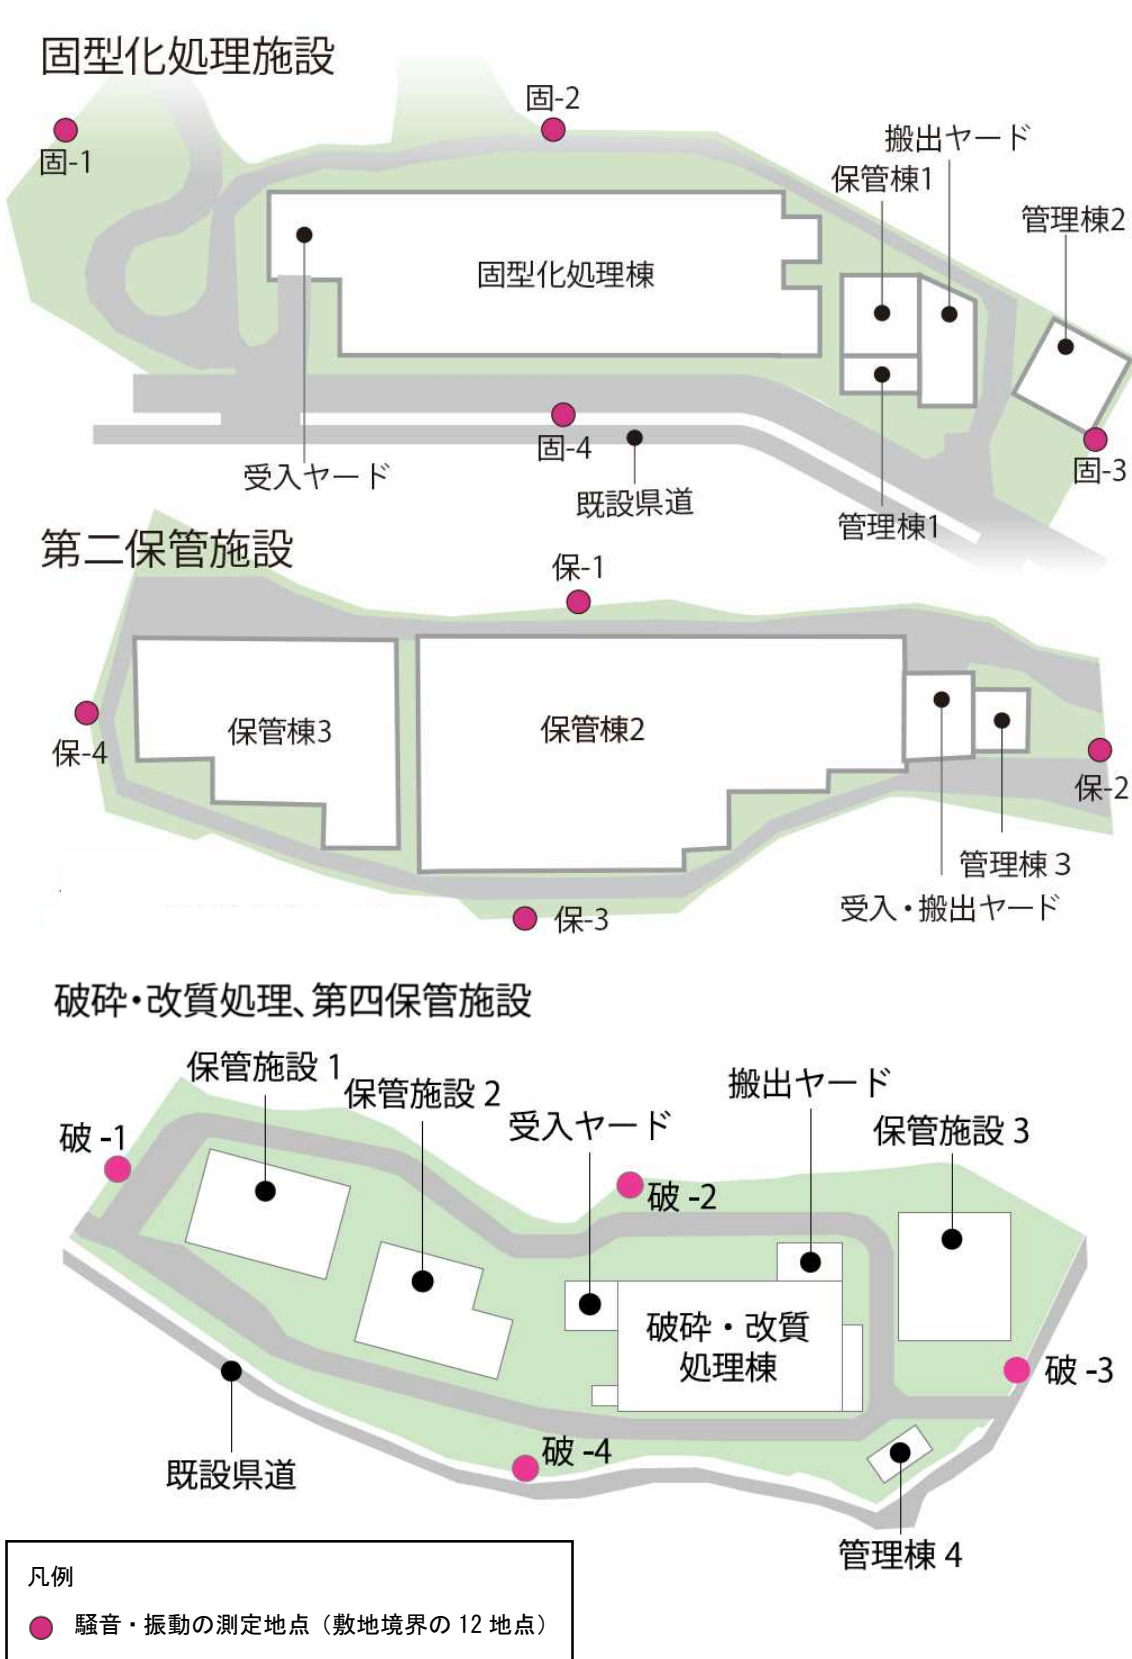 固型化処理施設
固-1
固-2
搬出ヤード
保管棟1
管理棟2
固型化処理棟
固-4
固-3
受入ヤード
既設県道
管理棟1
第二保管施設
保-1
保管棟3
保管棟2
保-4
保-2
管理棟 3
受入・搬出ヤード
保-3
破砕・改質処理、第四保管施設
保管施設 1
保管施設 2
搬出ヤード
受入ヤード
保管施設 3
破 -1
破 -2
破砕・改質
処理棟
破 -3
破 -4
既設県道
管理棟 4
凡例
騒音・振動の測定地点（敷地境界の 12 地点）